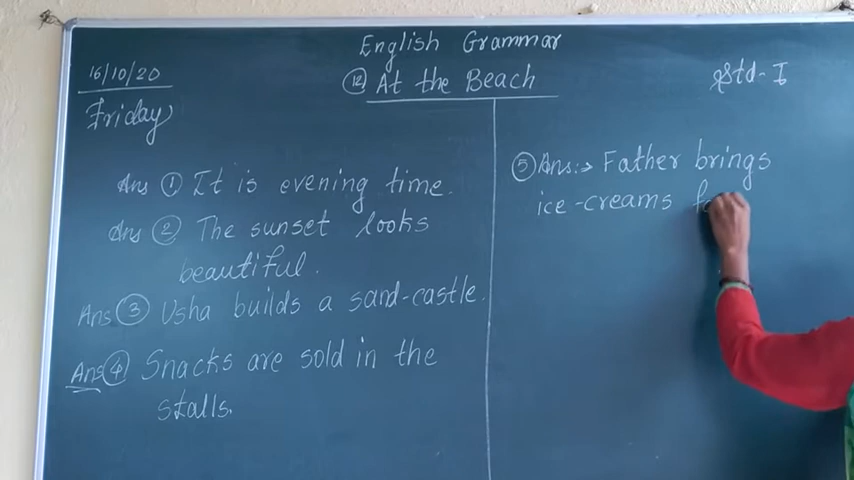 English Grammar
16/10/20
⑫ At the Beach
Std-I
Friday
Ans ① It is evening time.
Ans ② The sunset looks
beautiful.
Ans ③ Usha builds a sand-castle.
Ans ④ Snacks are sold in the
stalls.
⑤ Ans:→ Father brings
ice-creams